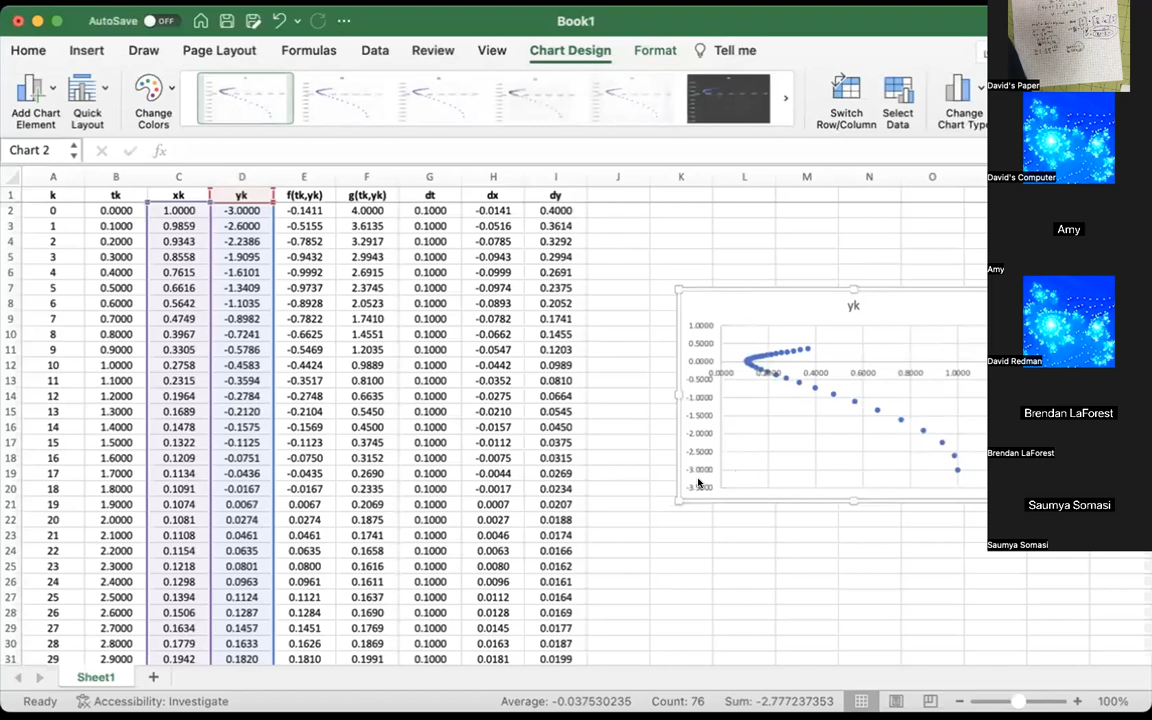 AutoSave OFF Book1
Home Insert Draw Page Layout Formulas Data Review View Chart Design Format Tell me
Add Chart Element Quick Layout Change Colors Switch Row/Column Select Data Change Chart Type
Chart 2 fx
A B C D E F G H I J K L M N O
1 k tk xk yk f(tk,yk) g(tk,yk) dt dx dy
2 0 0.0000 1.0000 -3.0000 -0.1411 4.0000 0.1000 -0.0141 0.4000
3 1 0.1000 0.9859 -2.6000 -0.5155 3.6135 0.1000 -0.0516 0.3614
4 2 0.2000 0.9343 -2.2386 -0.7852 3.2917 0.1000 -0.0785 0.3292
5 3 0.3000 0.8558 -1.9095 -0.9432 2.9943 0.1000 -0.0943 0.2994
6 4 0.4000 0.7615 -1.6101 -0.9992 2.6915 0.1000 -0.0999 0.2691
7 5 0.5000 0.6616 -1.3409 -0.9737 2.3745 0.1000 -0.0974 0.2375
8 6 0.6000 0.5642 -1.1035 -0.8928 2.0523 0.1000 -0.0893 0.2052
9 7 0.7000 0.4749 -0.8982 -0.7822 1.7410 0.1000 -0.0782 0.1741
10 8 0.8000 0.3967 -0.7241 -0.6625 1.4551 0.1000 -0.0662 0.1455
11 9 0.9000 0.3305 -0.5786 -0.5469 1.2035 0.1000 -0.0547 0.1203
12 10 1.0000 0.2758 -0.4583 -0.4424 0.9889 0.1000 -0.0442 0.0989
13 11 1.1000 0.2315 -0.3594 -0.3517 0.8100 0.1000 -0.0352 0.0810
14 12 1.2000 0.1964 -0.2784 -0.2748 0.6635 0.1000 -0.0275 0.0664
15 13 1.3000 0.1689 -0.2120 -0.2104 0.5450 0.1000 -0.0210 0.0545
16 14 1.4000 0.1478 -0.1575 -0.1569 0.4500 0.1000 -0.0157 0.0450
17 15 1.5000 0.1322 -0.1125 -0.1123 0.3745 0.1000 -0.0112 0.0375
18 16 1.6000 0.1209 -0.0751 -0.0750 0.3152 0.1000 -0.0075 0.0315
19 17 1.7000 0.1134 -0.0436 -0.0435 0.2690 0.1000 -0.0044 0.0269
20 18 1.8000 0.1091 -0.0167 -0.0167 0.2335 0.1000 -0.0017 0.0234
21 19 1.9000 0.1074 0.0067 0.0067 0.2069 0.1000 0.0007 0.0207
22 20 2.0000 0.1081 0.0274 0.0274 0.1875 0.1000 0.0027 0.0188
23 21 2.1000 0.1108 0.0461 0.0461 0.1741 0.1000 0.0046 0.0174
24 22 2.2000 0.1154 0.0635 0.0635 0.1658 0.1000 0.0063 0.0166
25 23 2.3000 0.1218 0.0801 0.0800 0.1616 0.1000 0.0080 0.0162
26 24 2.4000 0.1298 0.0963 0.0961 0.1611 0.1000 0.0096 0.0161
27 25 2.5000 0.1394 0.1124 0.1121 0.1637 0.1000 0.0112 0.0164
28 26 2.6000 0.1506 0.1287 0.1284 0.1690 0.1000 0.0128 0.0169
29 27 2.7000 0.1634 0.1457 0.1451 0.1769 0.1000 0.0145 0.0177
30 28 2.8000 0.1779 0.1633 0.1626 0.1869 0.1000 0.0163 0.0187
31 29 2.9000 0.1942 0.1820 0.1810 0.1991 0.1000 0.0181 0.0199
yk
1.0000
0.5000
0.0000
0.0000 0.4000 0.6000 0.8000 1.0000
-0.5000
-1.0000
-1.5000
-2.0000
-2.5000
-3.0000
David's Paper
David's Computer
Amy
Amy
David Redman
Brendan LaForest
Brendan LaForest
Saumya Somasi
Saumya Somasi
Sheet1
Ready Accessibility: Investigate Average: -0.037530235 Count: 76 Sum: -2.777237353 100%